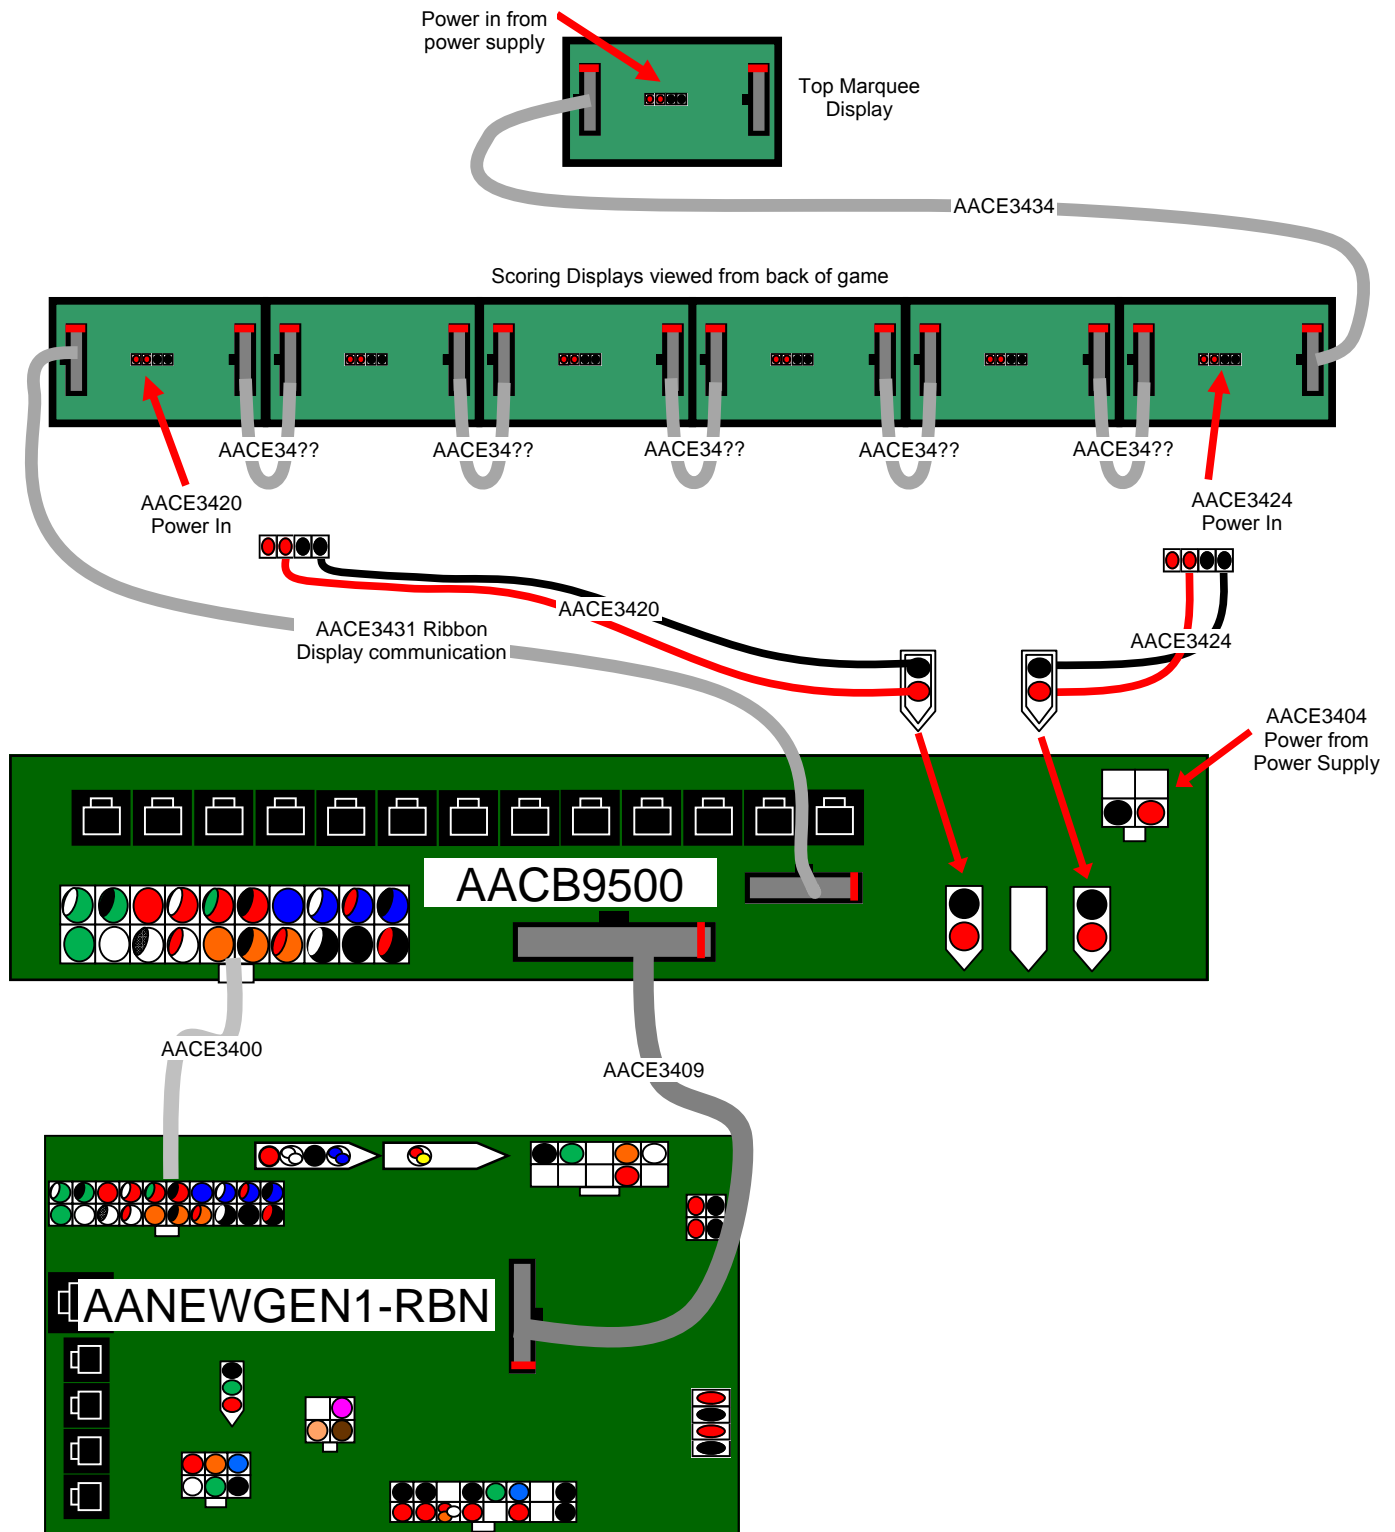 Power in from
power supply
Top Marquee
Display
AACE3434
Scoring Displays viewed from back of game
AACE34??
AACE34??
AACE34??
AACE34??
AACE34??
AACE3420
Power In
AACE3424
Power In
AACE3420
AACE3431 Ribbon
Display communication
AACE3424
AACE3404
Power from
Power Supply
AACB9500
AACE3400
AACE3409
AANEWGEN1-RBN